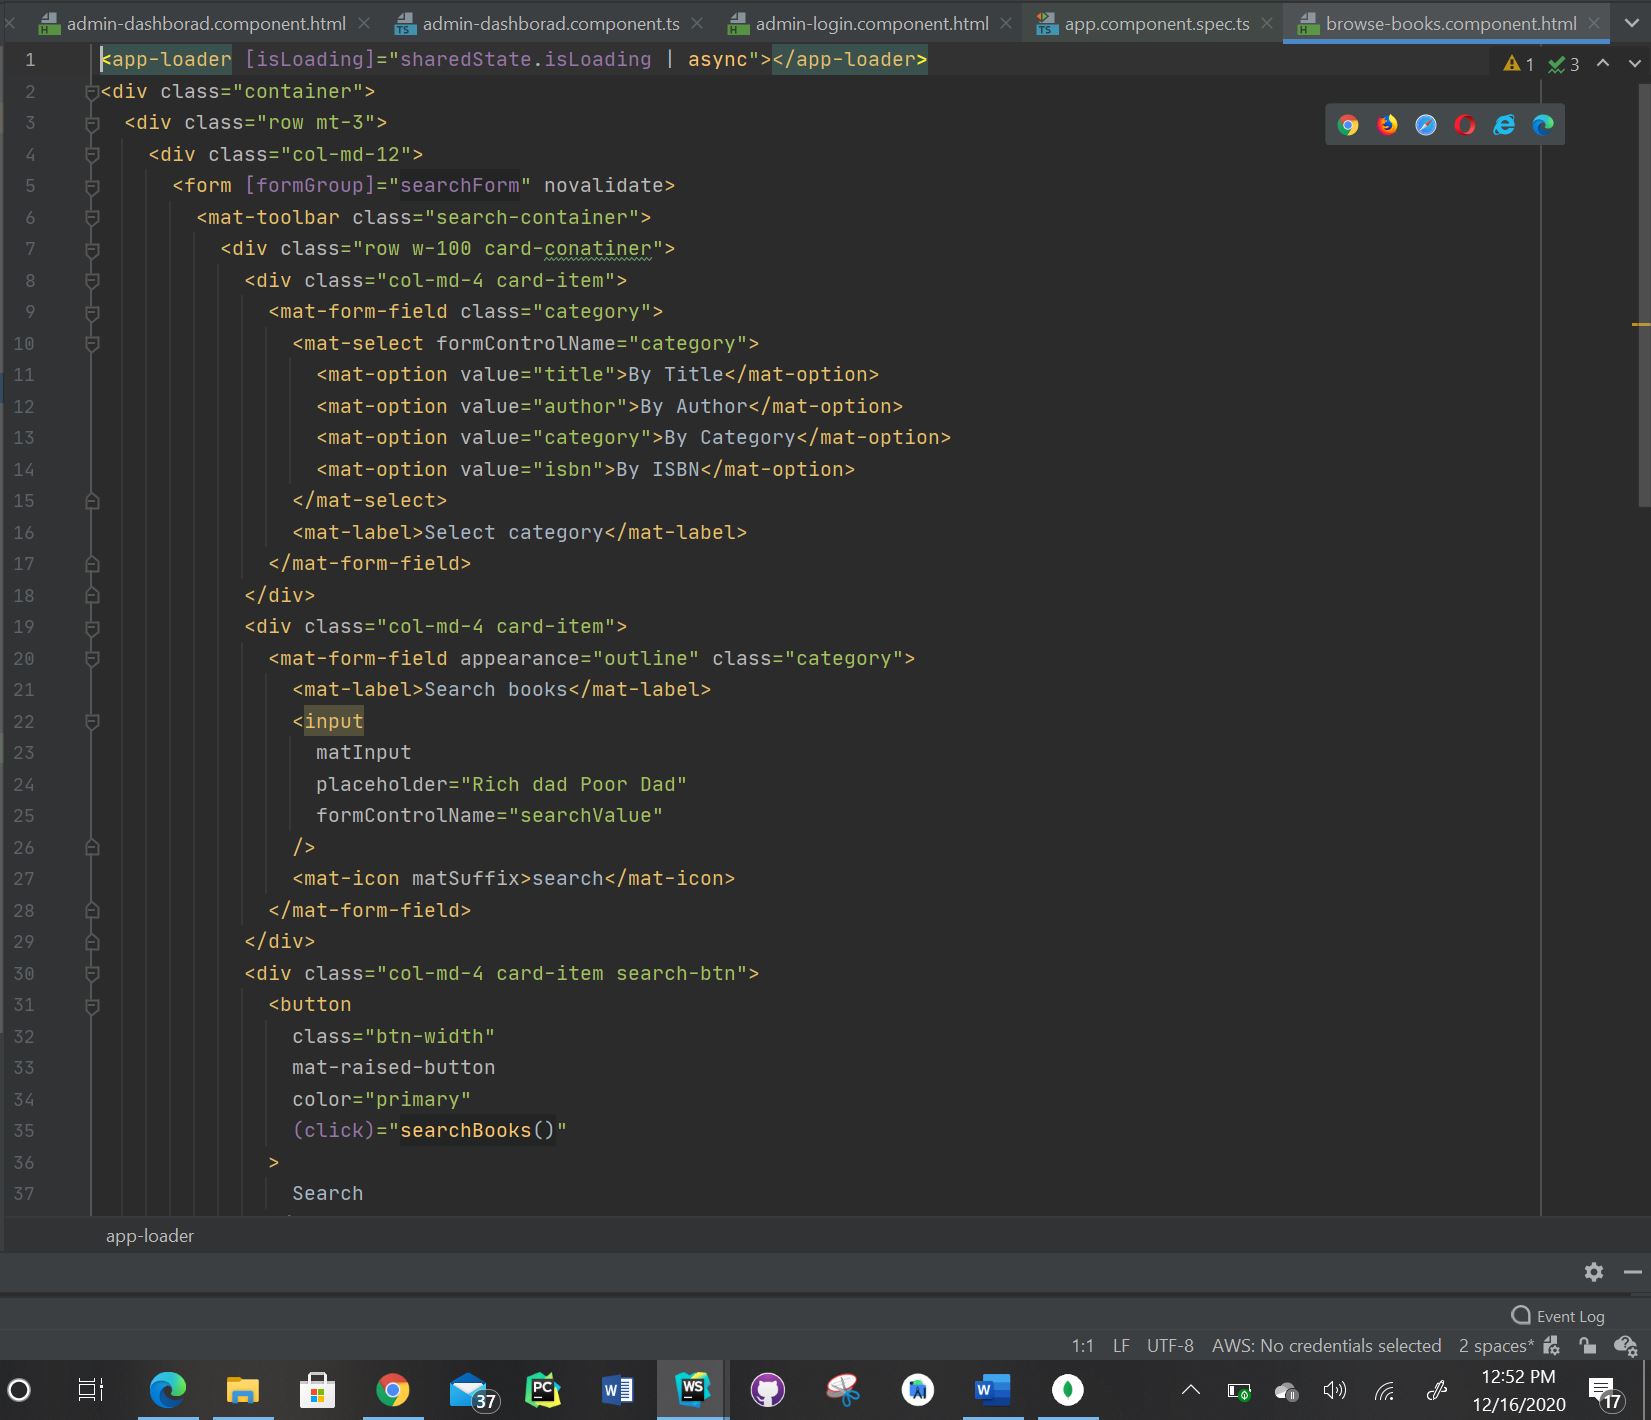 admin-dashborad.component.html admin-dashborad.component.ts admin-login.component.html app.component.spec.ts browse-books.component.html
1 <app-loader [isLoading]="sharedState.isLoading | async"></app-loader>
1 3
2 <div class="container">
3 <div class="row mt-3">
4 <div class="col-md-12">
5 <form [formGroup]="searchForm" novalidate>
6 <mat-toolbar class="search-container">
7 <div class="row w-100 card-conatiner">
8 <div class="col-md-4 card-item">
9 <mat-form-field class="category">
10 <mat-select formControlName="category">
11 <mat-option value="title">By Title</mat-option>
12 <mat-option value="author">By Author</mat-option>
13 <mat-option value="category">By Category</mat-option>
14 <mat-option value="isbn">By ISBN</mat-option>
15 </mat-select>
16 <mat-label>Select category</mat-label>
17 </mat-form-field>
18 </div>
19 <div class="col-md-4 card-item">
20 <mat-form-field appearance="outline" class="category">
21 <mat-label>Search books</mat-label>
22 <input
23 matInput
24 placeholder="Rich dad Poor Dad"
25 formControlName="searchValue"
26 />
27 <mat-icon matSuffix>search</mat-icon>
28 </mat-form-field>
29 </div>
30 <div class="col-md-4 card-item search-btn">
31 <button
32 class="btn-width"
33 mat-raised-button
34 color="primary"
35 (click)="searchBooks()"
36 >
37 Search
app-loader
Event Log
1:1 LF UTF-8 AWS: No credentials selected 2 spaces*
37 PC W WS W 12:52 PM
12/16/2020 17